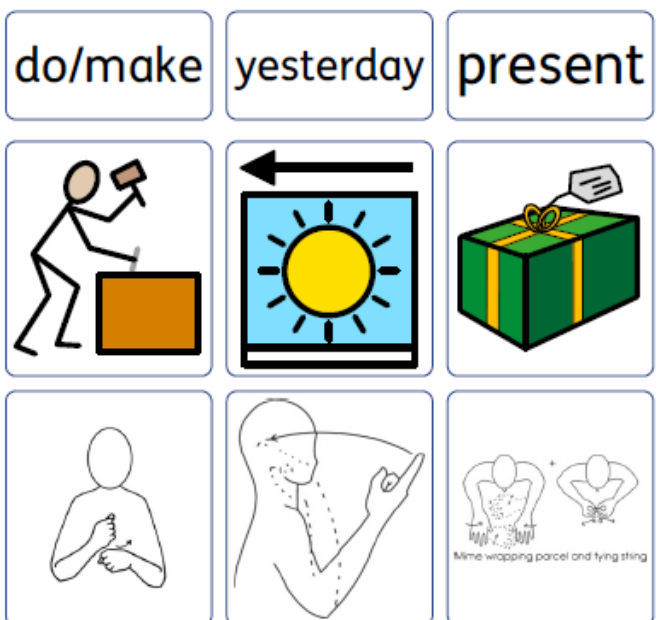 do/make
yesterday
present
+
Mime wrapping parcel and tying string